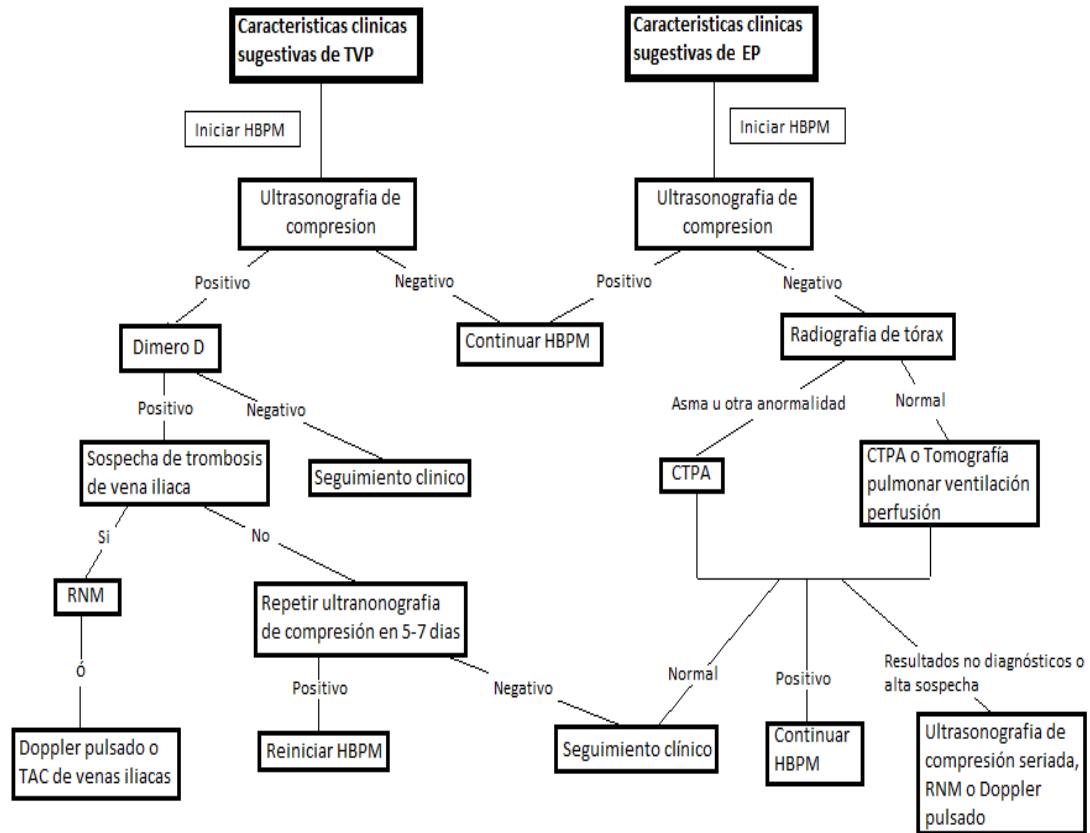 Caracteristicas clinicas
sugestivas de TVP
Caracteristicas clinicas
sugestivas de EP
Iniciar HBPM
Iniciar HBPM
Ultrasonografia de
compresion
Ultrasonografia de
compresion
Positivo
Negativo
Positivo
Negativo
Dimero D
Continuar HBPM
Radiografia de tórax
Positivo
Negativo
Asma u otra anormalidad
Normal
Sospecha de trombosis
de vena iliaca
Seguimiento clinico
CTPA
CTPA o Tomografía
pulmonar ventilación
perfusión
Si
No
RNM
Repetir ultranonografia
de compresión en 5-7 dias
Ó
Positivo
Negativo
Normal
Positivo
Resultados no diagnósticos o
alta sospecha
Doppler pulsado o
TAC de venas iliacas
Reiniciar HBPM
Seguimiento clínico
Continuar
HBPM
Ultrasonografia de
compresión seriada,
RNM o Doppler
pulsado